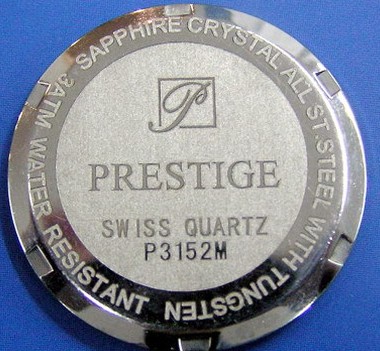 P
PRESTIGE
SWISS QUARTZ
P3152M
3ATM WATER RESISTANT
SAPPHIRE CRYSTAL ALL ST.STEEL WITH TUNGSTEN